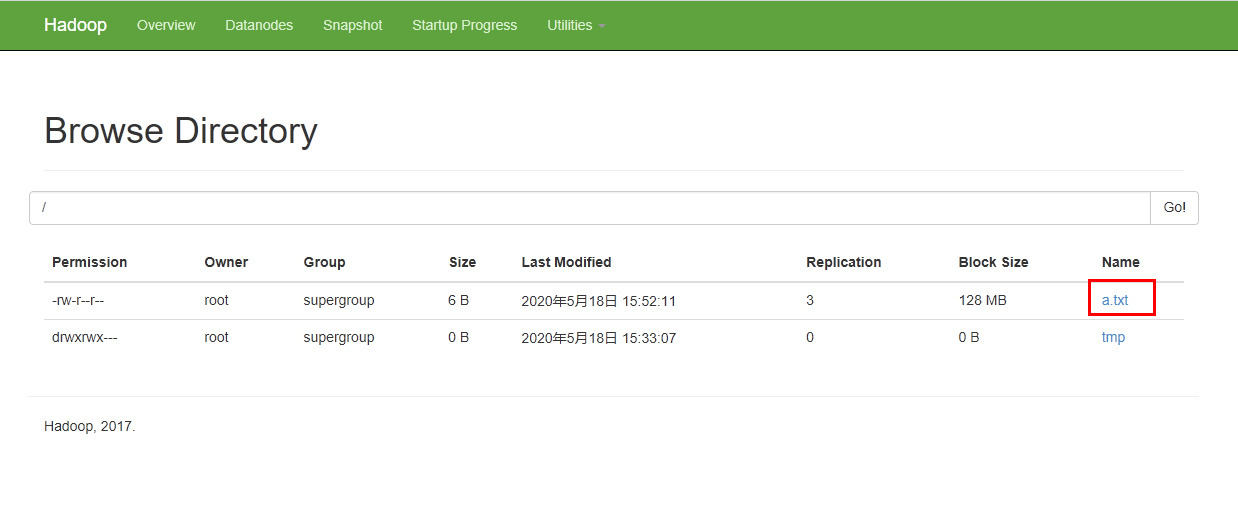 Hadoop Overview Datanodes Snapshot Startup Progress Utilities
Browse Directory
/ Go!
Permission Owner Group Size Last Modified Replication Block Size Name
-rw-r--r-- root supergroup 6 B 2020年5月18日 15:52:11 3 128 MB a.txt
drwxrwx--- root supergroup 0 B 2020年5月18日 15:33:07 0 0 B tmp
Hadoop, 2017.